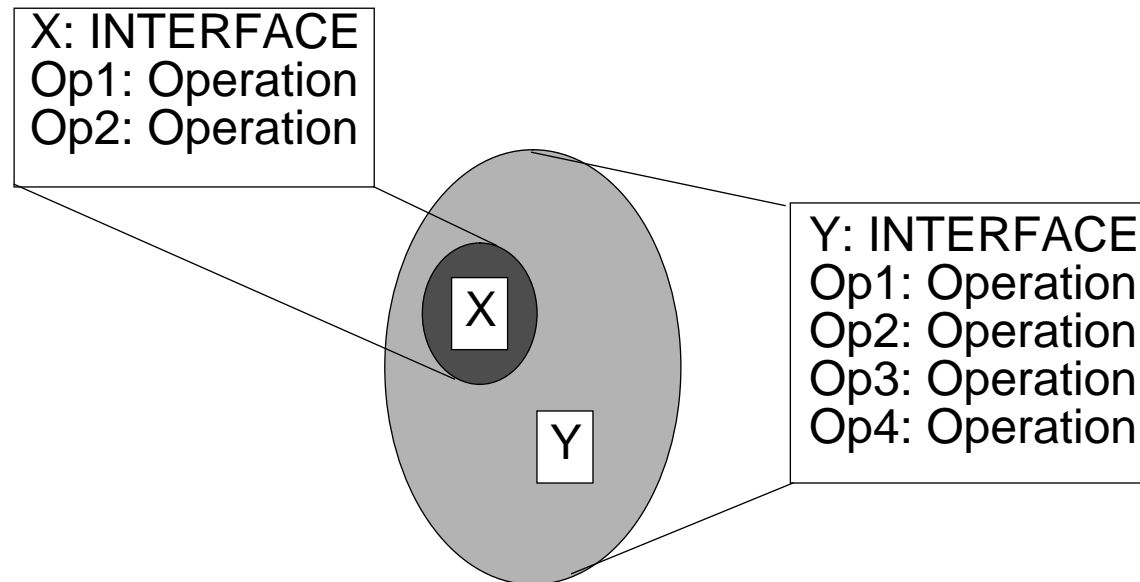 X: INTERFACE
Op1: Operation
Op2: Operation
X
Y
Y: INTERFACE
Op1: Operation
Op2: Operation
Op3: Operation
Op4: Operation